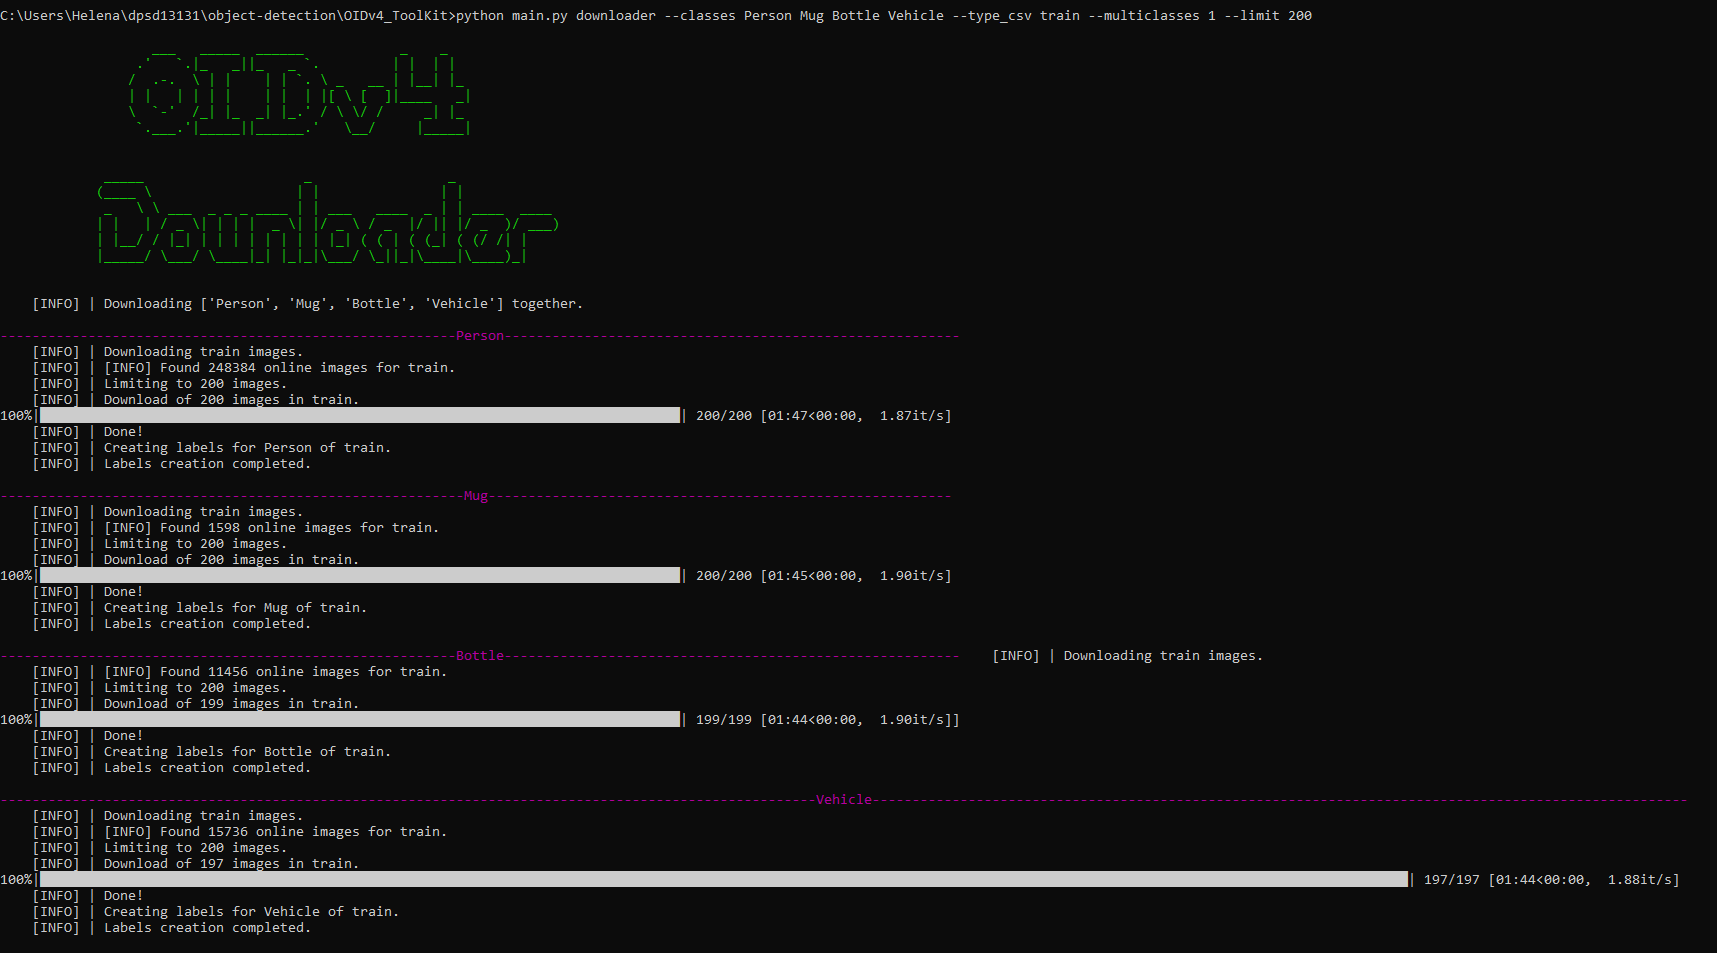 C:\Users\Helena\dpsd13131\object-detection\OIDv4_ToolKit>python main.py downloader --classes Person Mug Bottle Vehicle --type_csv train --multiclasses 1 --limit 200
OIDv4
Downloader
[INFO] | Downloading ['Person', 'Mug', 'Bottle', 'Vehicle'] together.
Person
[INFO] | Downloading train images.
[INFO] | [INFO] Found 248384 online images for train.
[INFO] | Limiting to 200 images.
[INFO] | Download of 200 images in train.
100%| | 200/200 [01:47<00:00, 1.87it/s]
[INFO] | Done!
[INFO] | Creating labels for Person of train.
[INFO] | Labels creation completed.
Mug
[INFO] | Downloading train images.
[INFO] | [INFO] Found 1598 online images for train.
[INFO] | Limiting to 200 images.
[INFO] | Download of 200 images in train.
100%| | 200/200 [01:45<00:00, 1.90it/s]
[INFO] | Done!
[INFO] | Creating labels for Mug of train.
[INFO] | Labels creation completed.
Bottle [INFO] | Downloading train images.
[INFO] | [INFO] Found 11456 online images for train.
[INFO] | Limiting to 200 images.
[INFO] | Download of 199 images in train.
100%| | 199/199 [01:44<00:00, 1.90it/s]]
[INFO] | Done!
[INFO] | Creating labels for Bottle of train.
[INFO] | Labels creation completed.
Vehicle
[INFO] | Downloading train images.
[INFO] | [INFO] Found 15736 online images for train.
[INFO] | Limiting to 200 images.
[INFO] | Download of 197 images in train.
100%| | 197/197 [01:44<00:00, 1.88it/s]
[INFO] | Done!
[INFO] | Creating labels for Vehicle of train.
[INFO] | Labels creation completed.